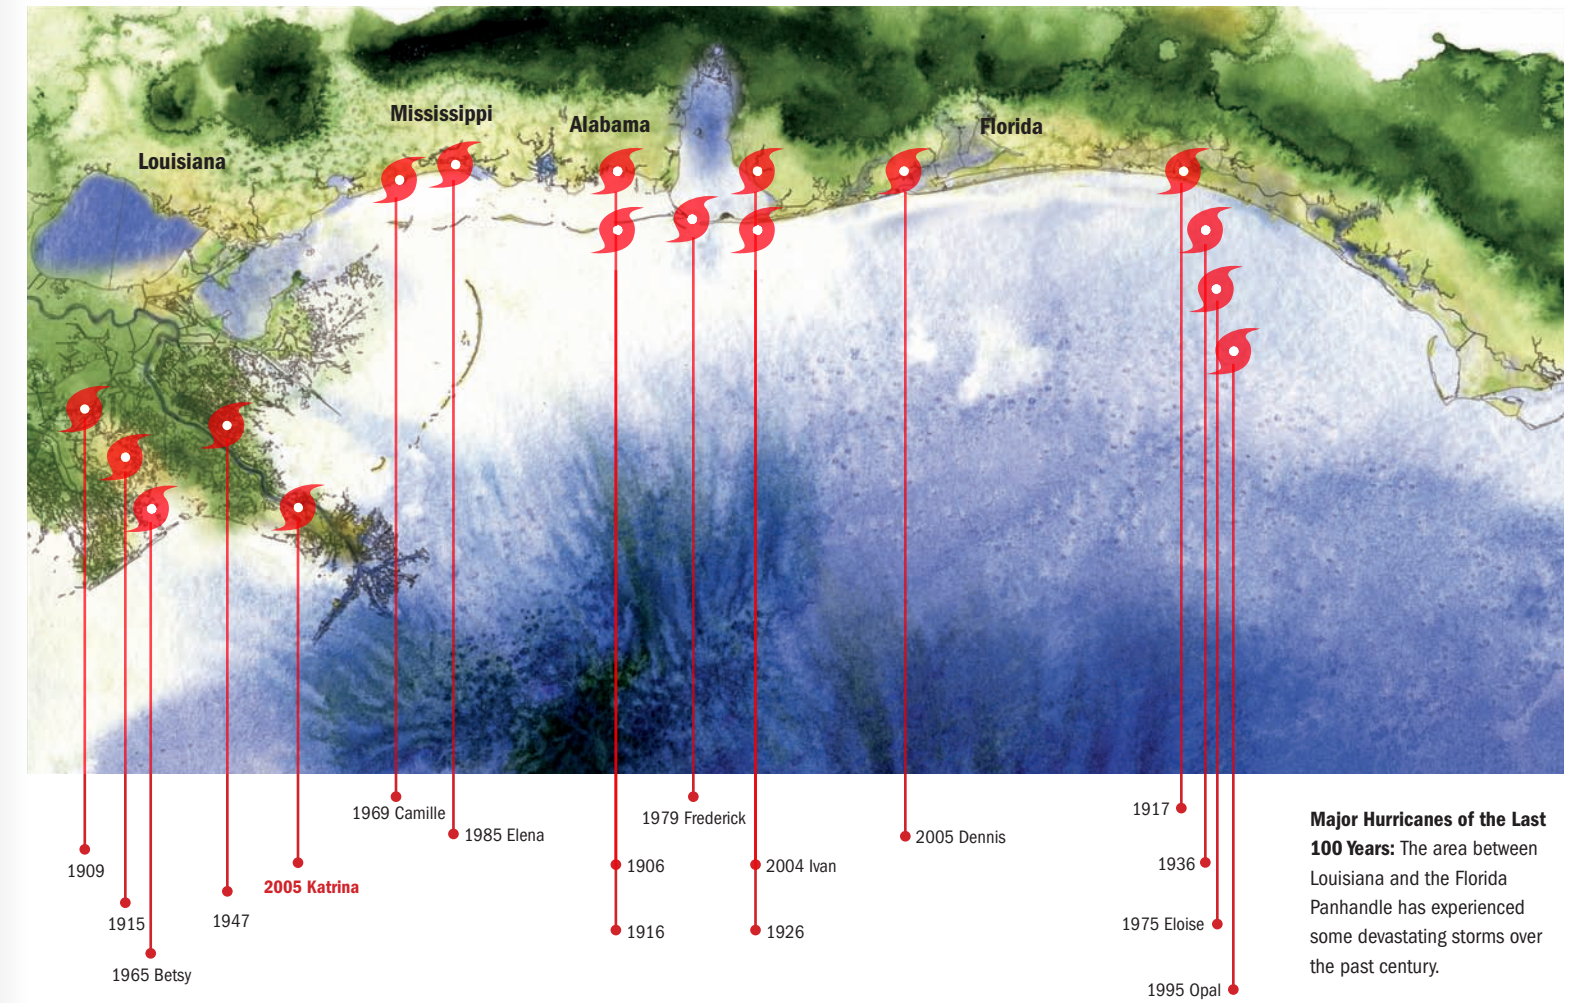 Mississippi
Alabama
Florida
Louisiana
1969 Camille
1985 Elena
1979 Frederick
2005 Dennis
1917
1909
2005 Katrina
1906
2004 Ivan
1936
1915
1947
1916
1926
1975 Eloise
1965 Betsy
1995 Opal
Major Hurricanes of the Last
100 Years: The area between
Louisiana and the Florida
Panhandle has experienced
some devastating storms over
the past century.